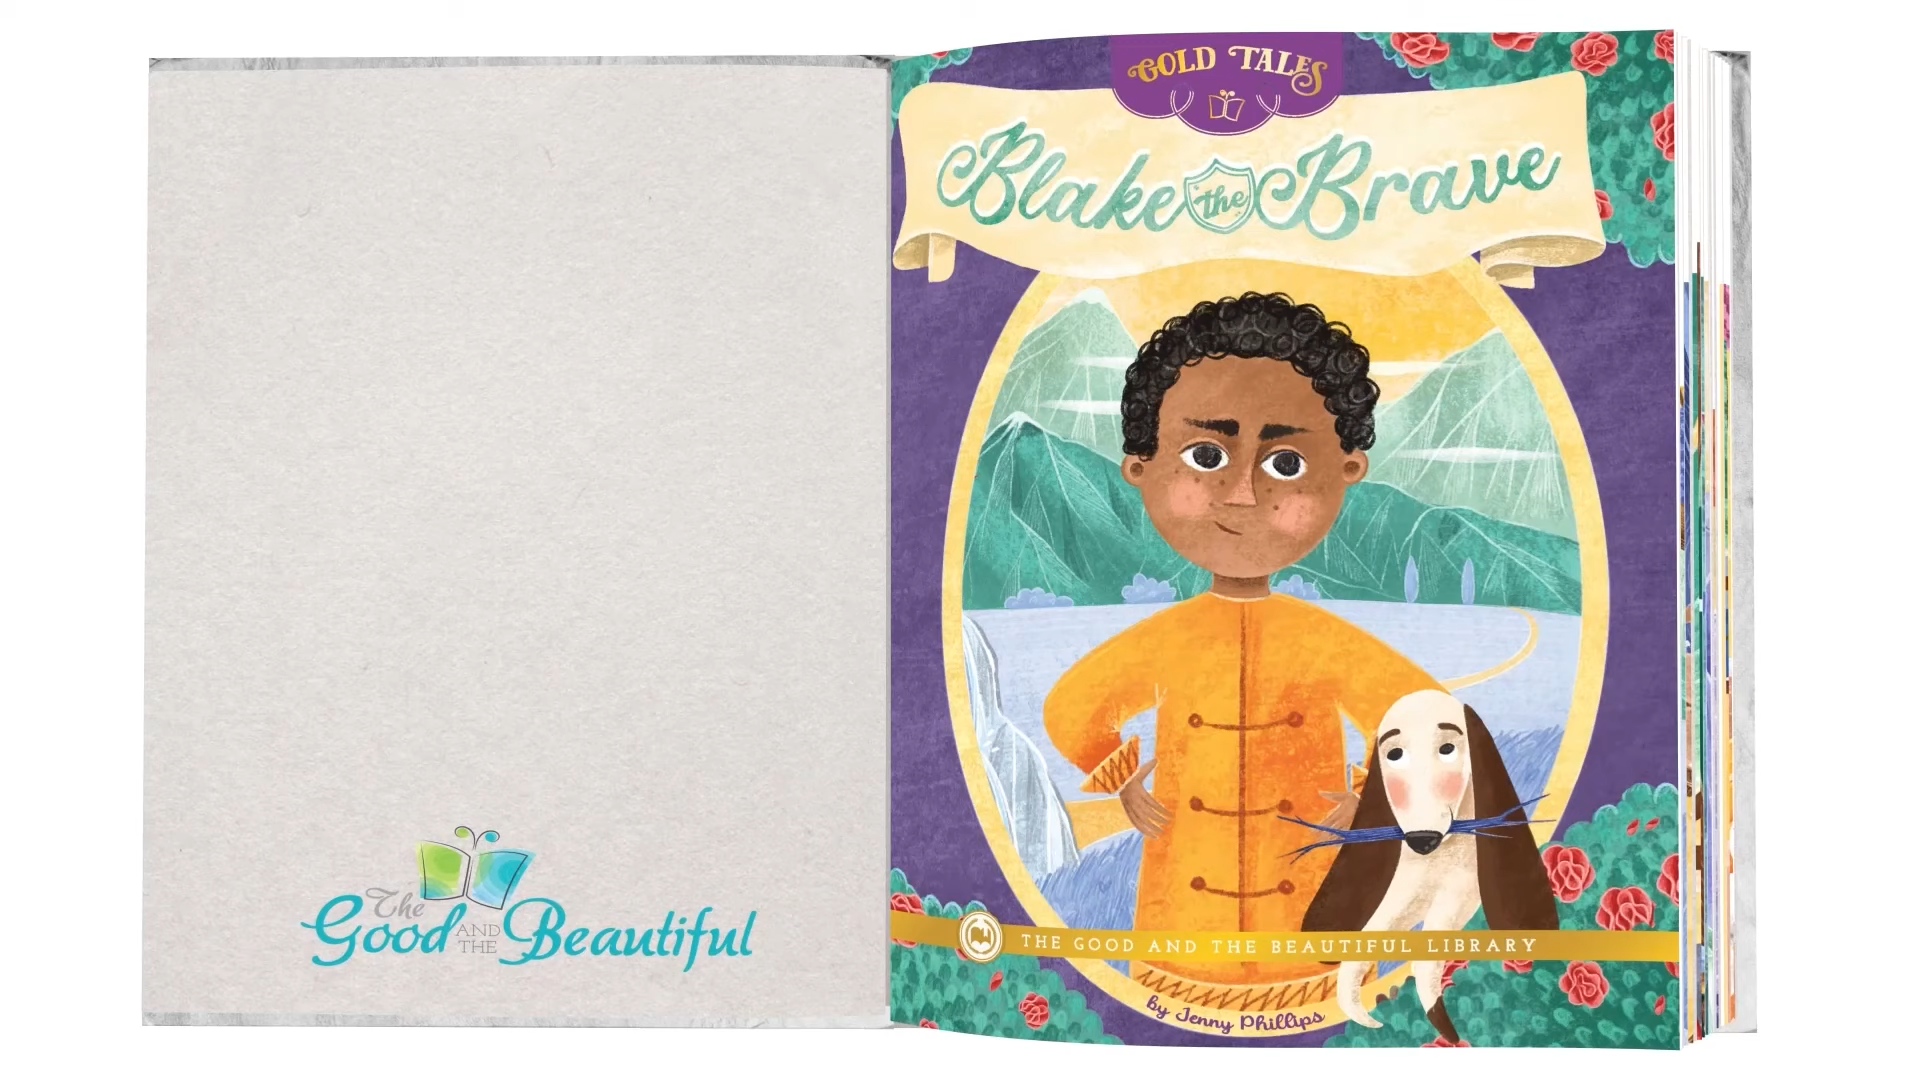 The
Good AND THE Beautiful
GOLD TALES
Blake the Brave
THE GOOD AND THE BEAUTIFUL LIBRARY
by Jenny Phillips